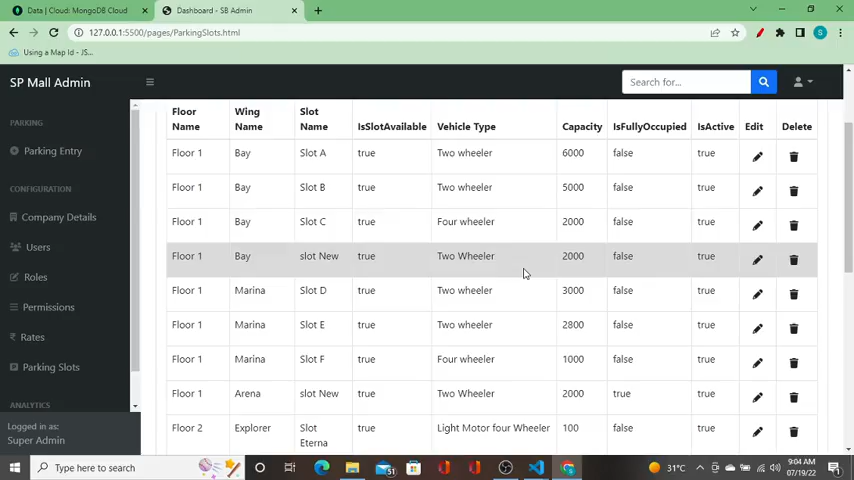 Data | Cloud: MongoDB Cloud
Dashboard - SB Admin
127.0.0.1:5500/pages/ParkingSlots.html
S
Using a Map Id - JS...
SP Mall Admin
Search for...
PARKING
Parking Entry
CONFIGURATION
Company Details
Users
Roles
Permissions
Rates
Parking Slots
ANALYTICS
Logged in as:
Super Admin
Floor Name Wing Name Slot Name IsSlotAvailable Vehicle Type Capacity IsFullyOccupied IsActive Edit Delete
Floor 1 Bay Slot A true Two wheeler 6000 false true
Floor 1 Bay Slot B true Two wheeler 5000 false true
Floor 1 Bay Slot C true Four wheeler 2000 false true
Floor 1 Bay slot New true Two Wheeler 2000 false true
Floor 1 Marina Slot D true Two wheeler 3000 false true
Floor 1 Marina Slot E true Two wheeler 2800 false true
Floor 1 Marina Slot F true Four wheeler 1000 false true
Floor 1 Arena slot New true Two Wheeler 2000 true true
Floor 2 Explorer Slot Eterna true Light Motor four Wheeler 100 false true
Type here to search
51
31°C
9:04 AM
07/19/22